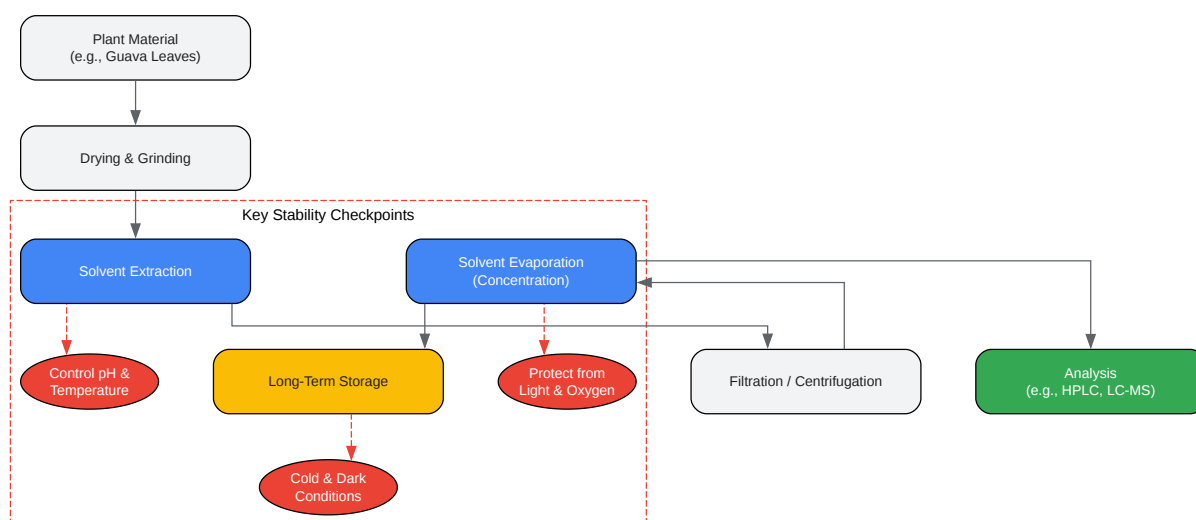 Plant Material
(e.g., Guava Leaves)
Drying & Grinding
Key Stability Checkpoints
Solvent Extraction
Solvent Evaporation
(Concentration)
Control pH &
Temperature
Long-Term Storage
Protect from
Light & Oxygen
Filtration / Centrifugation
Analysis
(e.g., HPLC, LC-MS)
Cold & Dark
Conditions